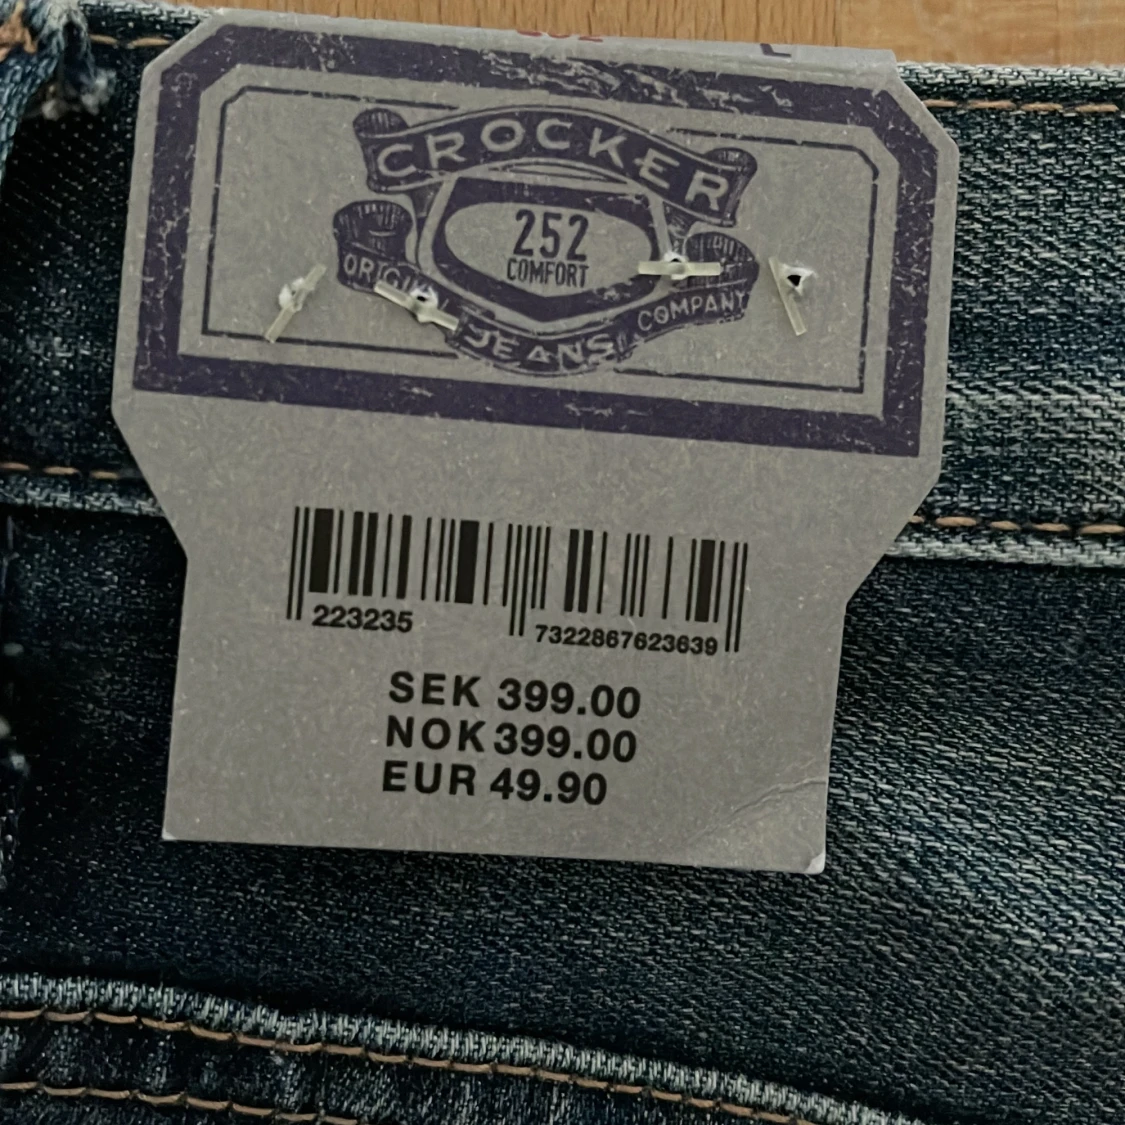 CROCKER
252
COMFORT
ORIGINAL
JEANS
COMPANY
223235
7322867623639
SEK 399.00
NOK 399.00
EUR 49.90